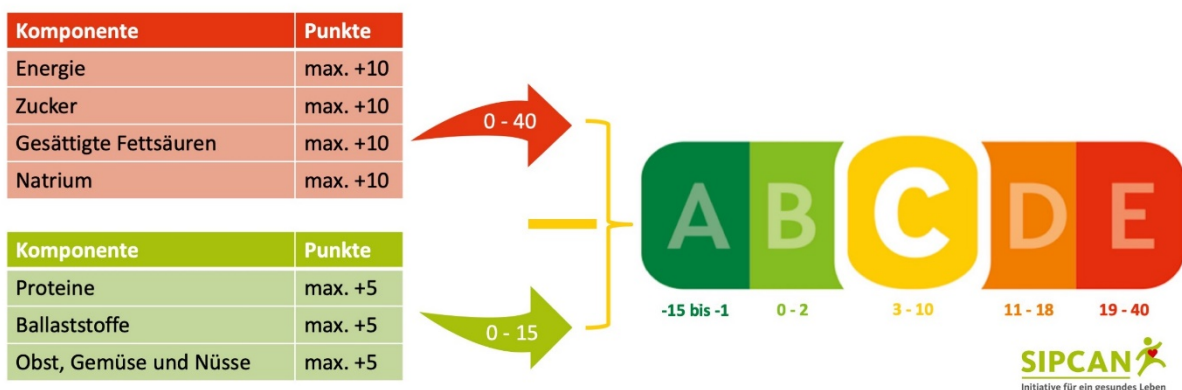 Komponente Punkte
Energie max. +10
Zucker max. +10
Gesättigte Fettsäuren max. +10
Natrium max. +10
0 - 40
Komponente Punkte
Proteine max. +5
Ballaststoffe max. +5
Obst, Gemüse und Nüsse max. +5
0 - 15
A B C D E
-15 bis -1 0 - 2 3 - 10 11 - 18 19 - 40
SIPCAN
Initiative für ein gesundes Leben